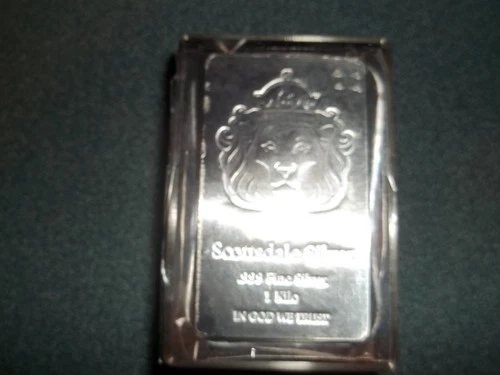 Scottsdale Silver
.999 Fine Silver
1 Kilo
IN GOD WE TRUST